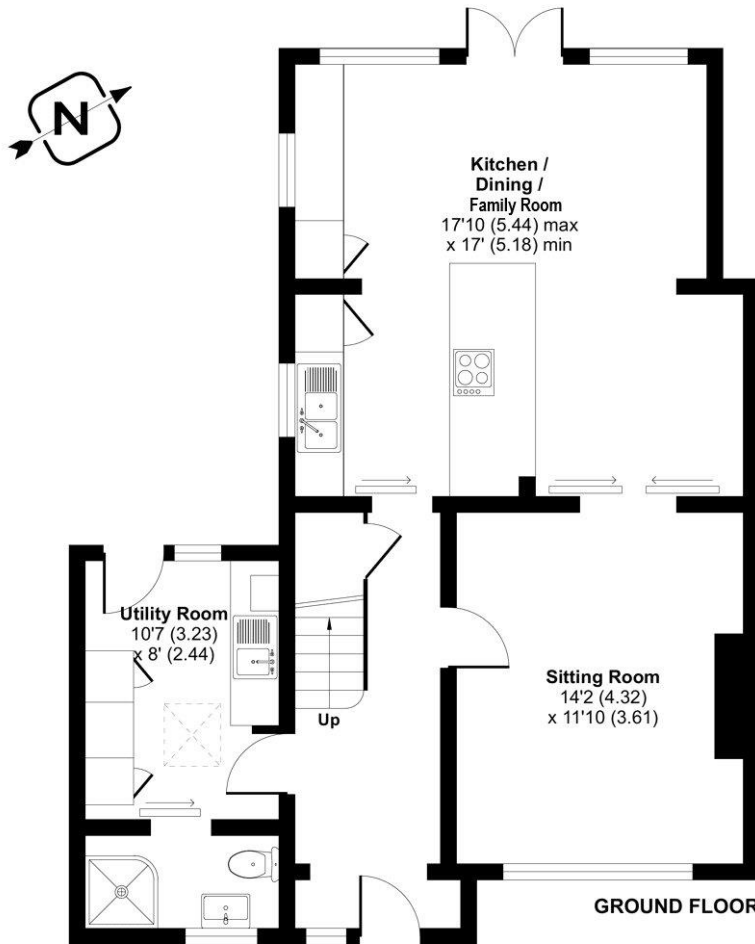 N
Kitchen /
Dining /
Family Room
17'10 (5.44) max
x 17' (5.18) min
Utility Room
10'7 (3.23)
x 8' (2.44)
Up
Sitting Room
14'2 (4.32)
x 11'10 (3.61)
GROUND FLOOR